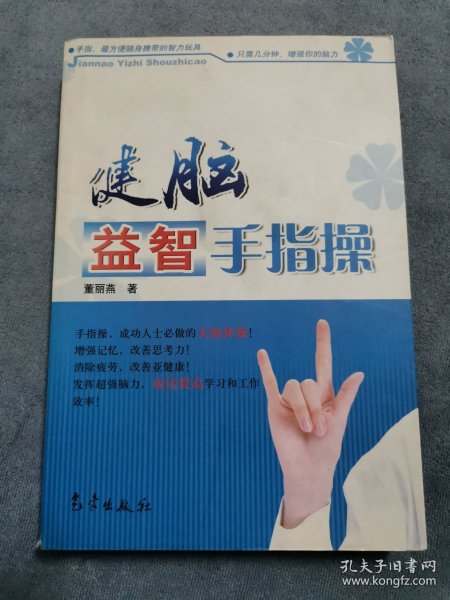 手指，最方便随身携带的智力玩具
Jiannao Yizhi Shouzhicao
只需几分钟，增强你的脑力
健脑
益智手指操
董丽燕 著
手指操，成功人士必做的大脑体操！
增强记忆，改善思考力！
消除疲劳，改善亚健康！
发挥超强脑力，成倍提高学习和工作
效率！
气象出版社
孔夫子旧书网
www.kongfz.com